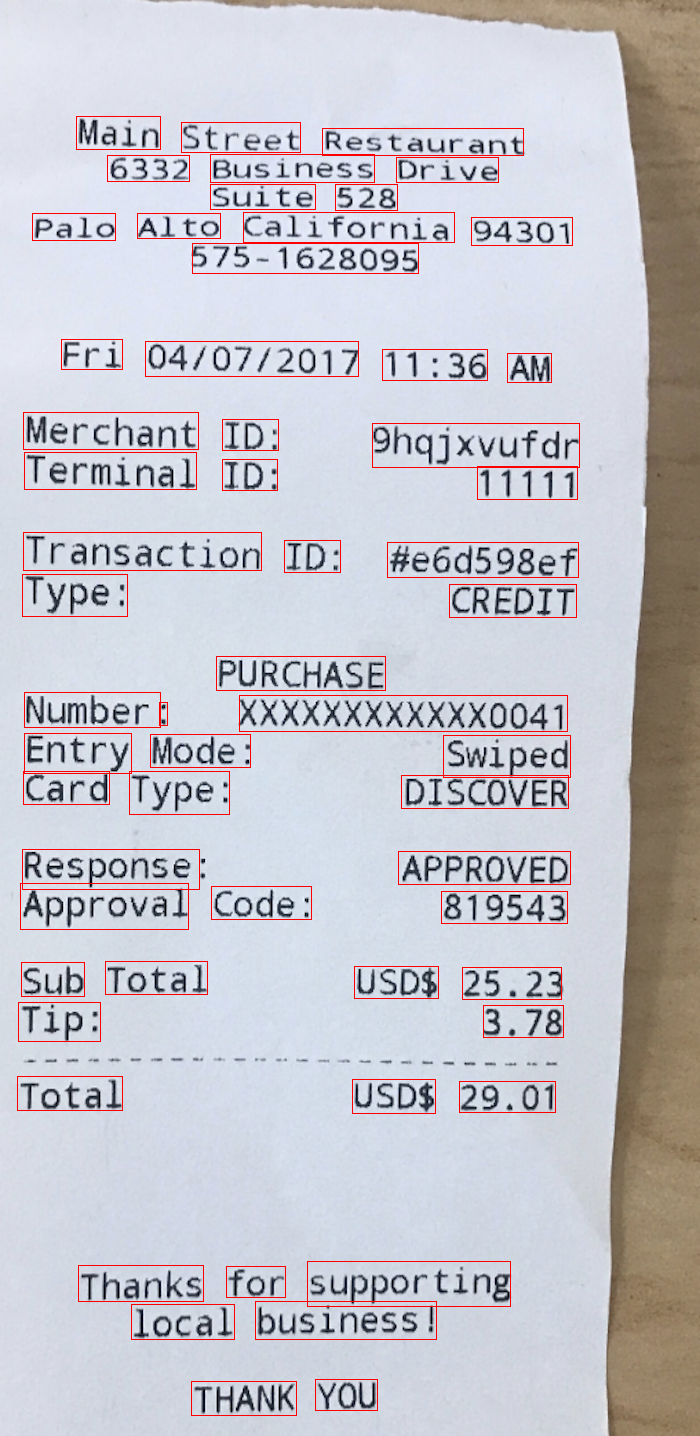 Main Street Restaurant
6332 Business Drive
Suite 528
Palo Alto California 94301
575-1628095
Fri 04/07/2017 11:36 AM
Merchant ID: 9hqjxvufdr
Terminal ID: 11111
Transaction ID: #e6d598ef
Type: CREDIT
PURCHASE
Number: XXXXXXXXXXXX0041
Entry Mode: Swiped
Card Type: DISCOVER
Response: APPROVED
Approval Code: 819543
Sub Total USD$ 25.23
Tip: 3.78
Total USD$ 29.01
Thanks for supporting
local business!
THANK YOU